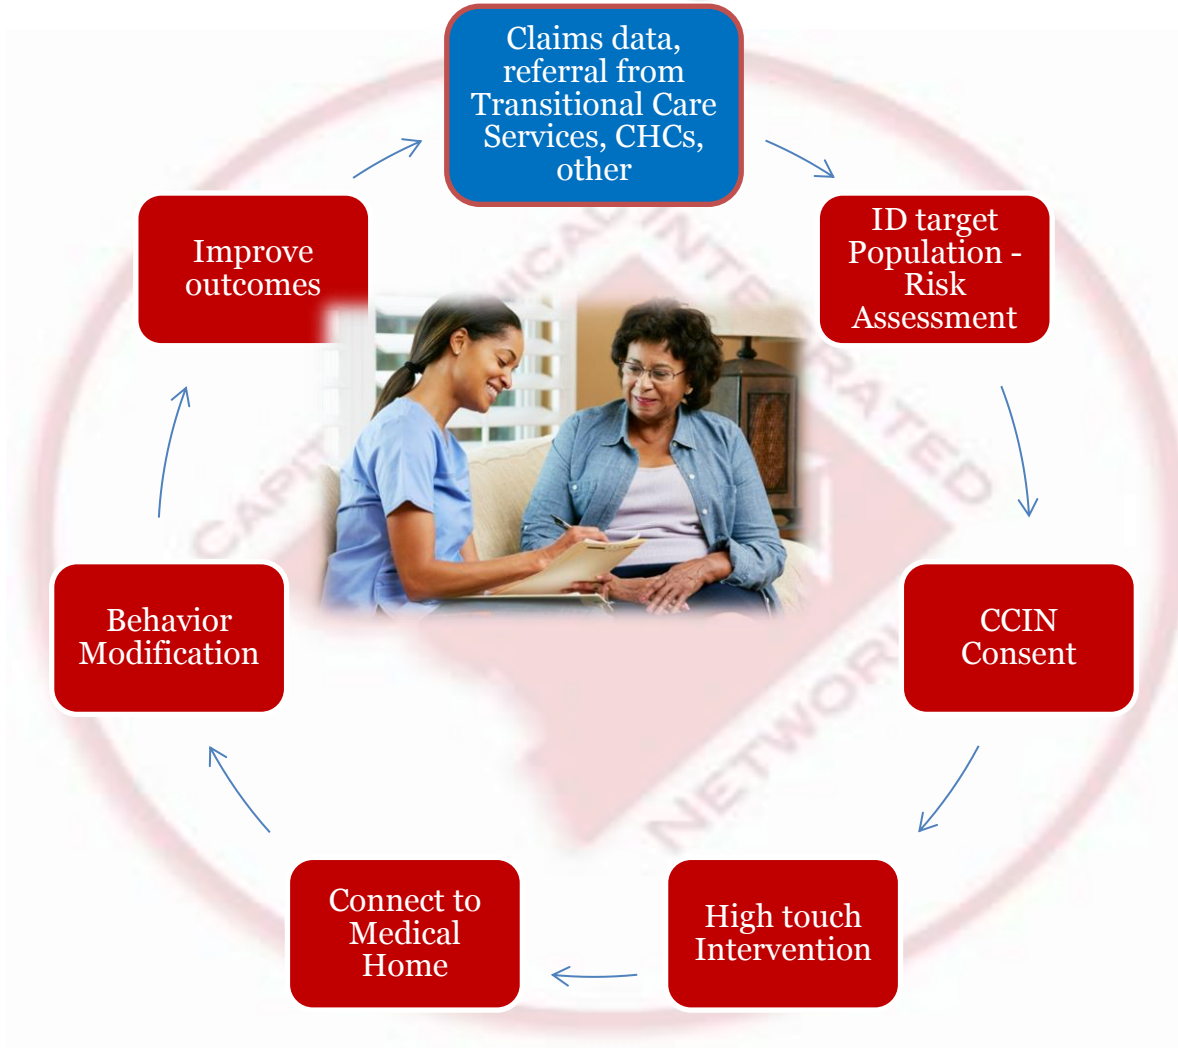 Claims data,
referral from
Transitional Care
Services, CHCs,
other
ID target
Population -
Risk
Assessment
CCIN
Consent
High touch
Intervention
Connect to
Medical
Home
Behavior
Modification
Improve
outcomes
INTEGRATED